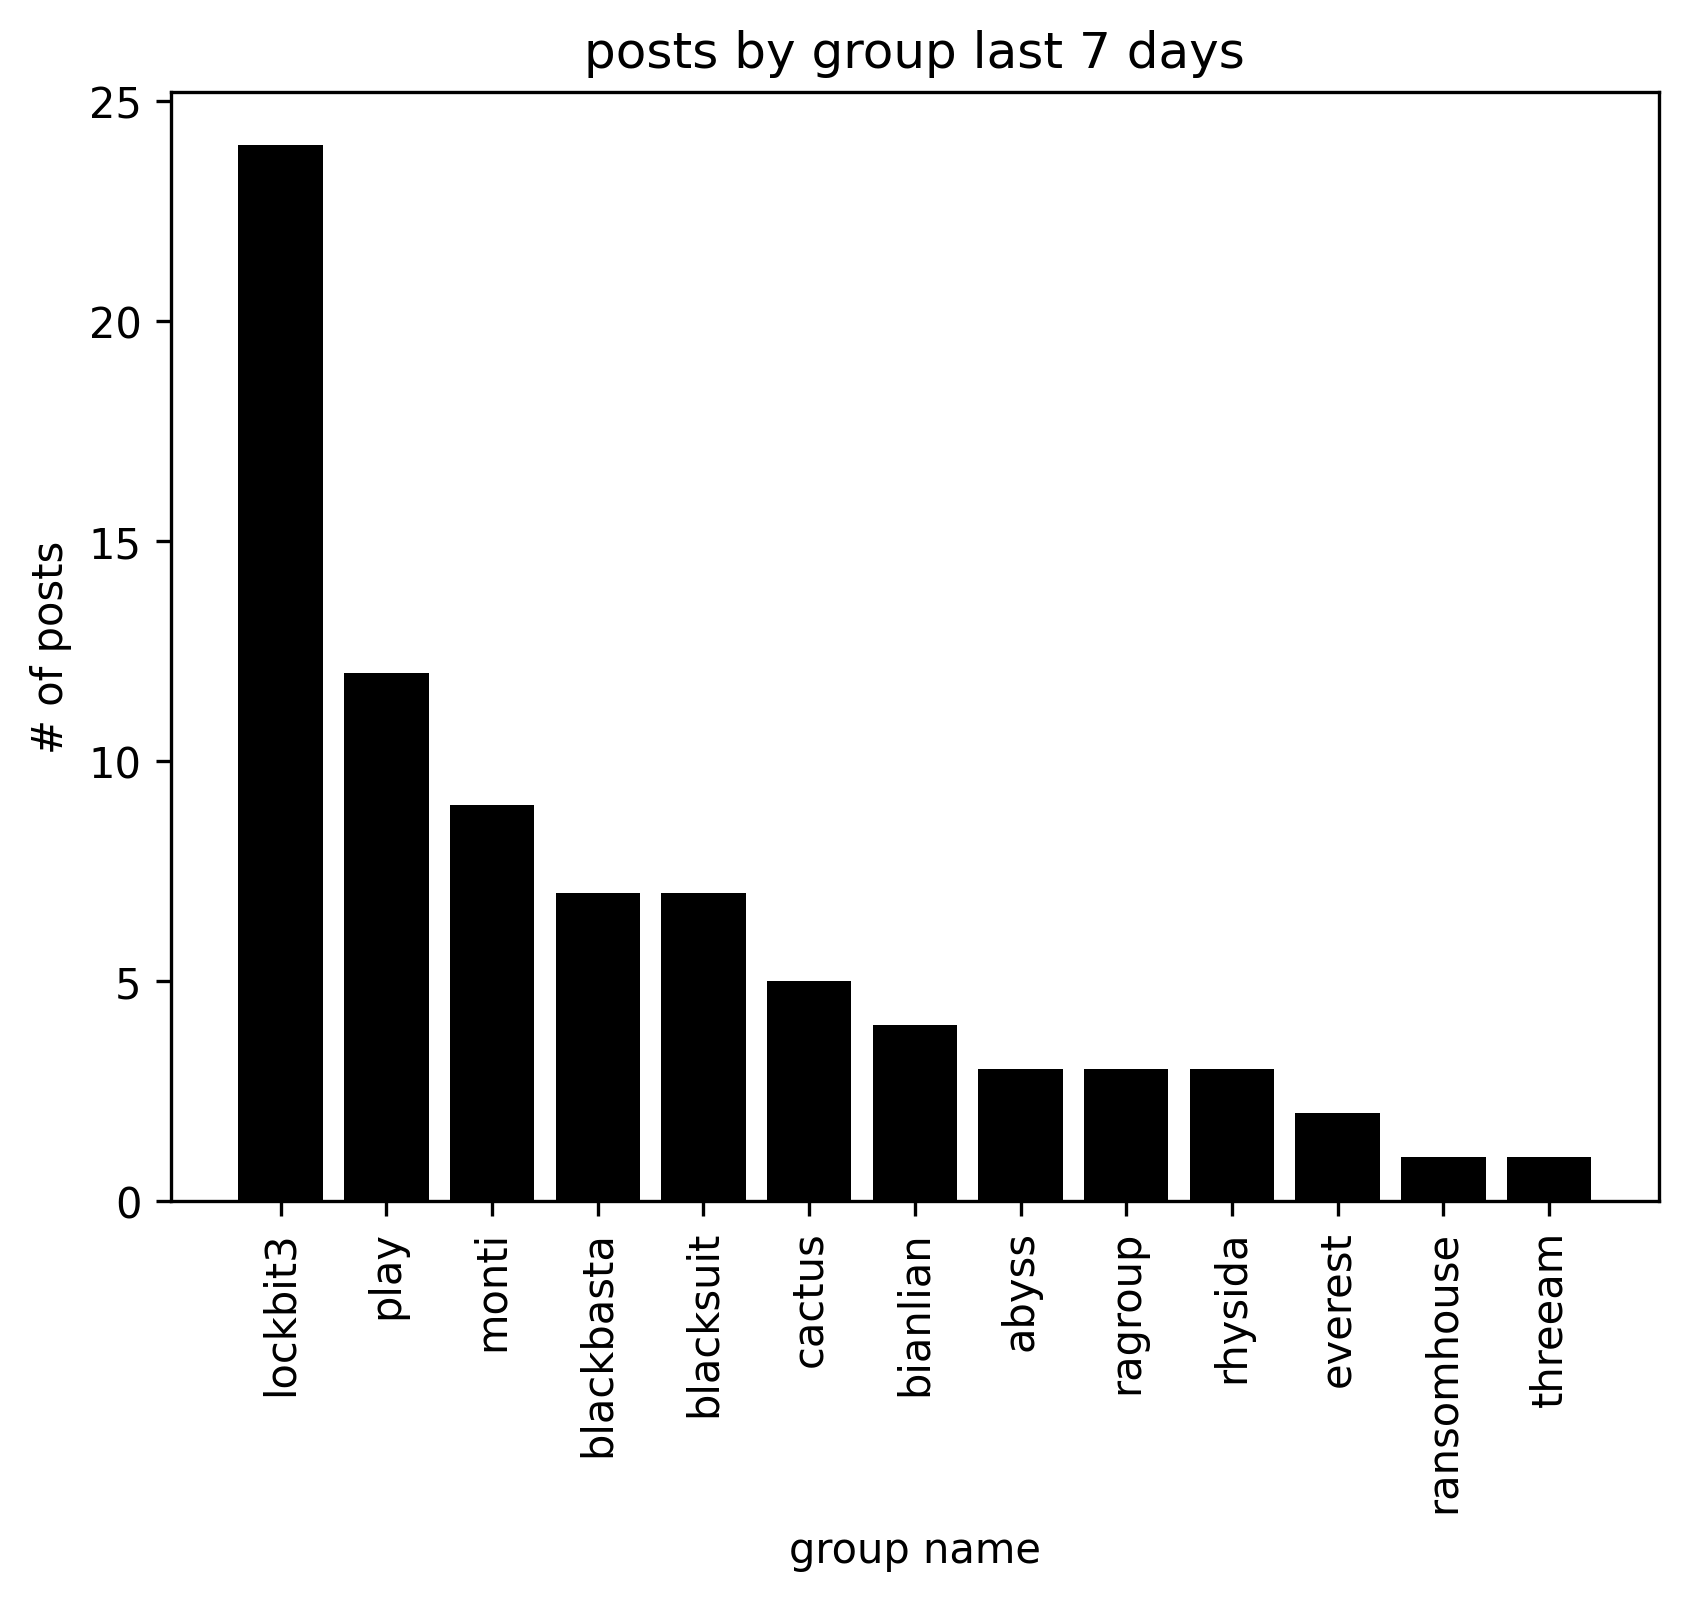 posts by group last 7 days
25
20
15
10
5
0
# of posts
lockbit3
play
monti
blackbasta
blacksuit
cactus
bianlian
abyss
ragroup
rhysida
everest
ransomhouse
threeam
group name